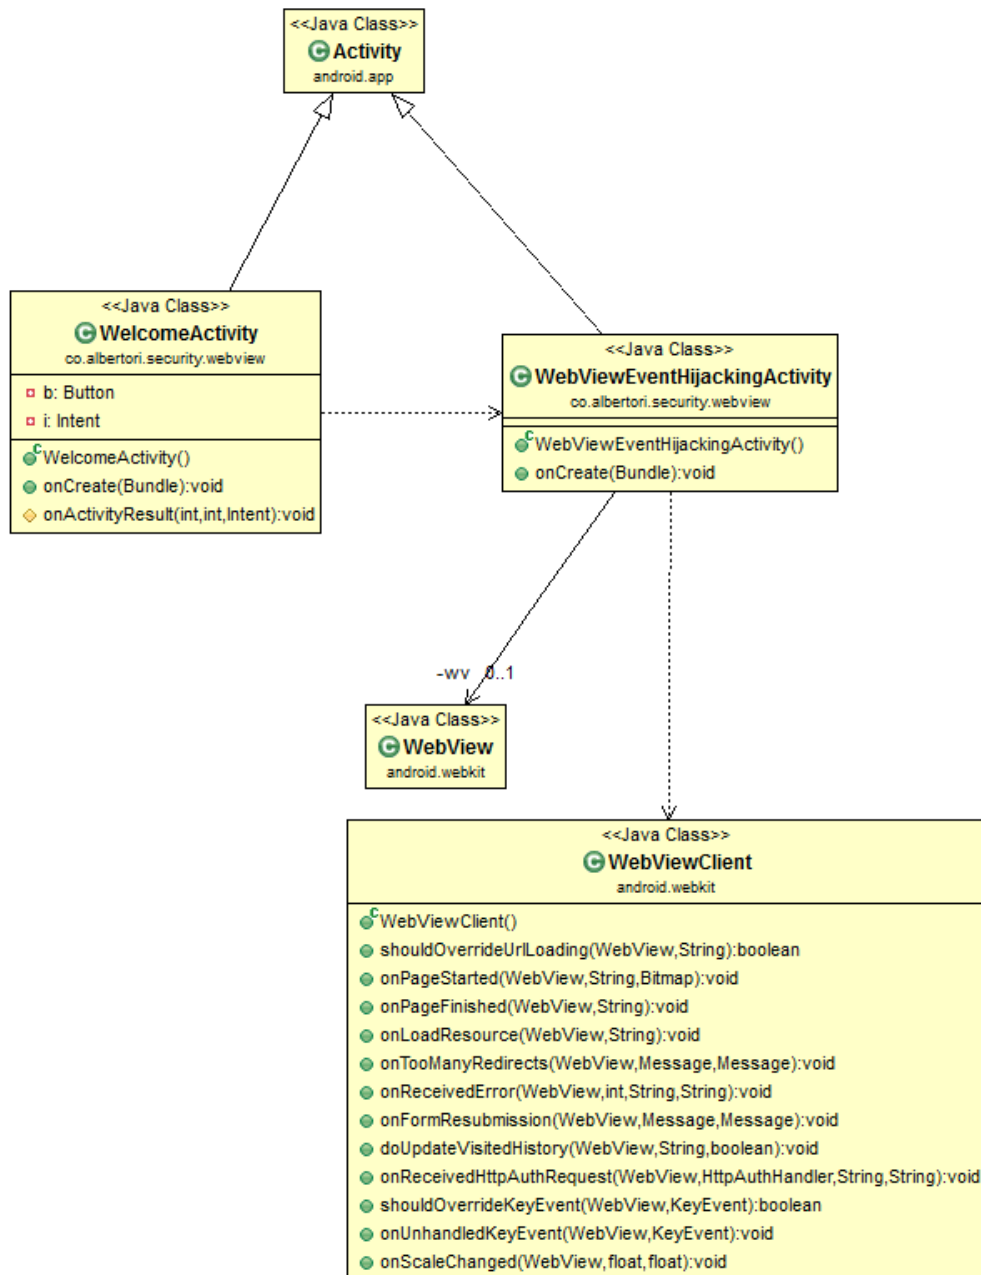 <<Java Class>>
Activity
android.app
<<Java Class>>
WelcomeActivity
co.albertori.security.webview
b: Button
i: Intent
WelcomeActivity()
onCreate(Bundle):void
onActivityResult(int,int,Intent):void
<<Java Class>>
WebViewEventHijackingActivity
co.albertori.security.webview
WebViewEventHijackingActivity()
onCreate(Bundle):void
-wv 0..1
<<Java Class>>
WebView
android.webkit
<<Java Class>>
WebViewClient
android.webkit
WebViewClient()
shouldOverrideUrlLoading(WebView,String):boolean
onPageStarted(WebView,String,Bitmap):void
onPageFinished(WebView,String):void
onLoadResource(WebView,String):void
onTooManyRedirects(WebView,Message,Message):void
onReceivedError(WebView,int,String,String):void
onFormResubmission(WebView,Message,Message):void
doUpdateVisitedHistory(WebView,String,boolean):void
onReceivedHttpAuthRequest(WebView,HttpAuthHandler,String,String):void
shouldOverrideKeyEvent(WebView,KeyEvent):boolean
onUnhandledKeyEvent(WebView,KeyEvent):void
onScaleChanged(WebView,float,float):void